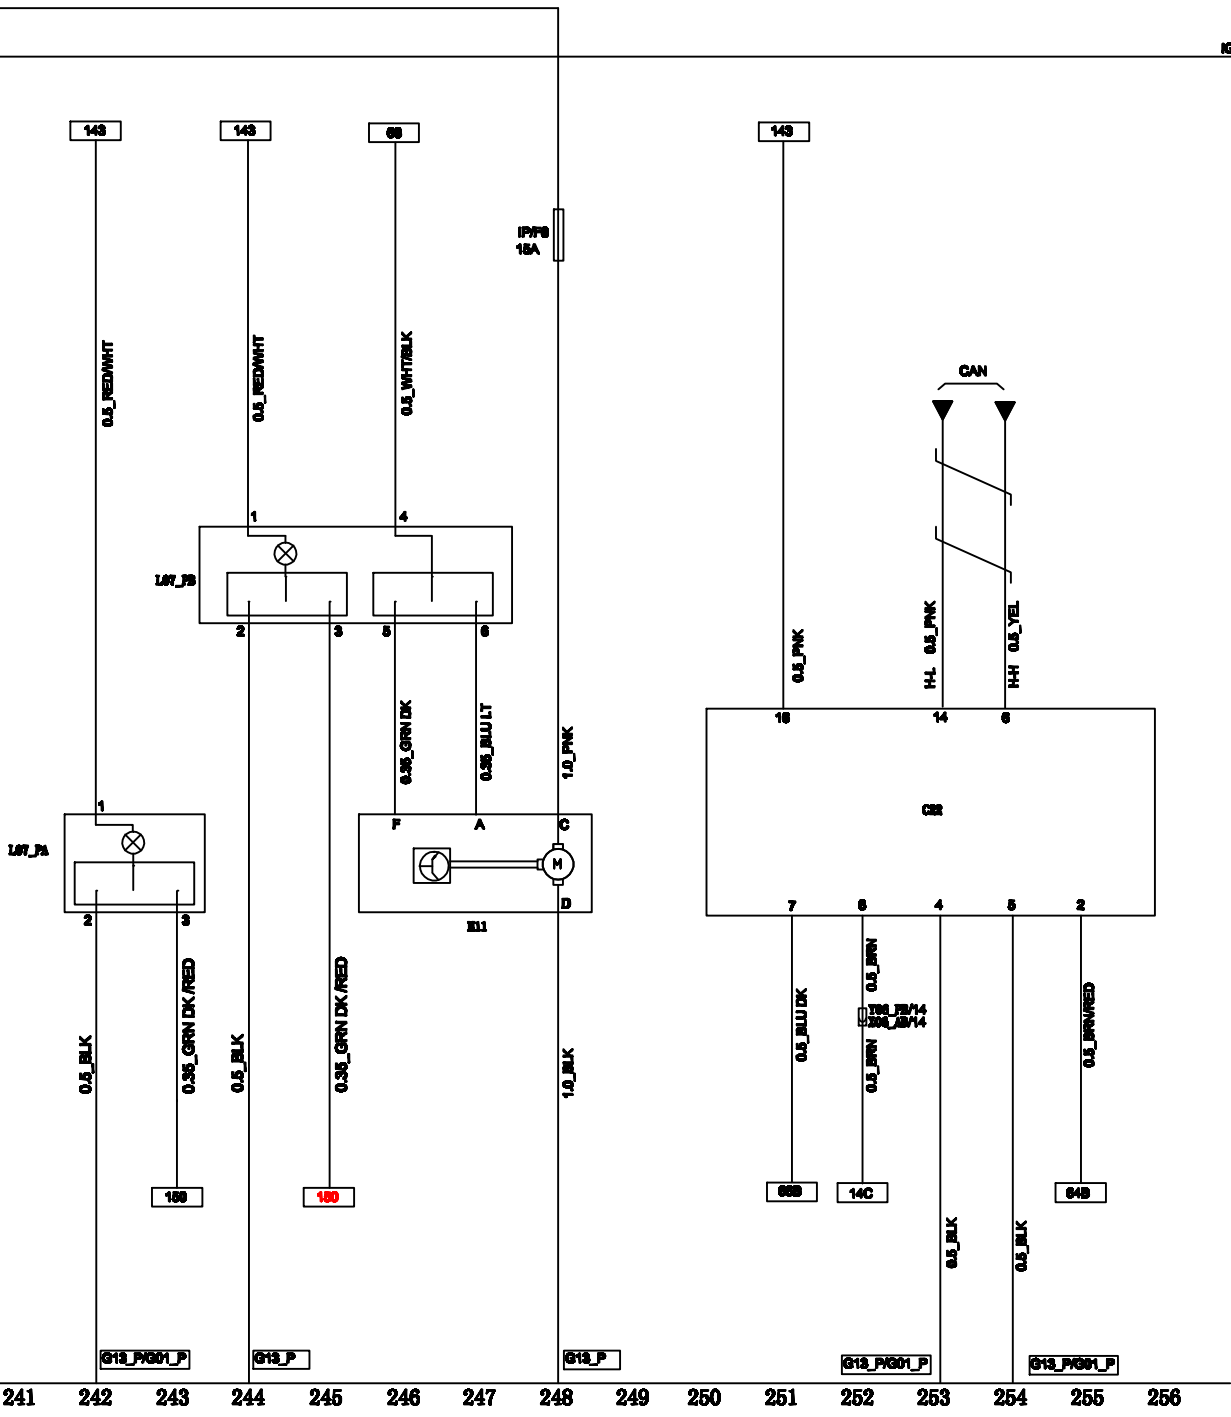 143
143
68
143
IP/F8
15A
0.5_RED/WHT
0.5_RED/WHT
0.5_WHT/BLK
CAN
1
4
L67_PB
2
3
5
6
0.5_PNK
H-L 0.5_PNK
H-H 0.5_YEL
0.35_GRN DK
0.35_BLU LT
1.0_PNK
16
14
6
C22
1
F
A
C
L67_PA
M
2
3
D
7
8
4
5
2
0.5_BLK
0.35_GRN DK /RED
0.5_BLK
0.35_GRN DK /RED
1.0_BLK
0.5_BLU DK
0.5_BRN
0.5_BRN
0.5_BRN/RED
150
150
14C
64B
0.5_BLK
0.5_BLK
G13_P/G01_P
G13_P
G13_P
G13_P/G01_P
G13_P/G01_P
241 242 243 244 245 246 247 248 249 250 251 252 253 254 255 256